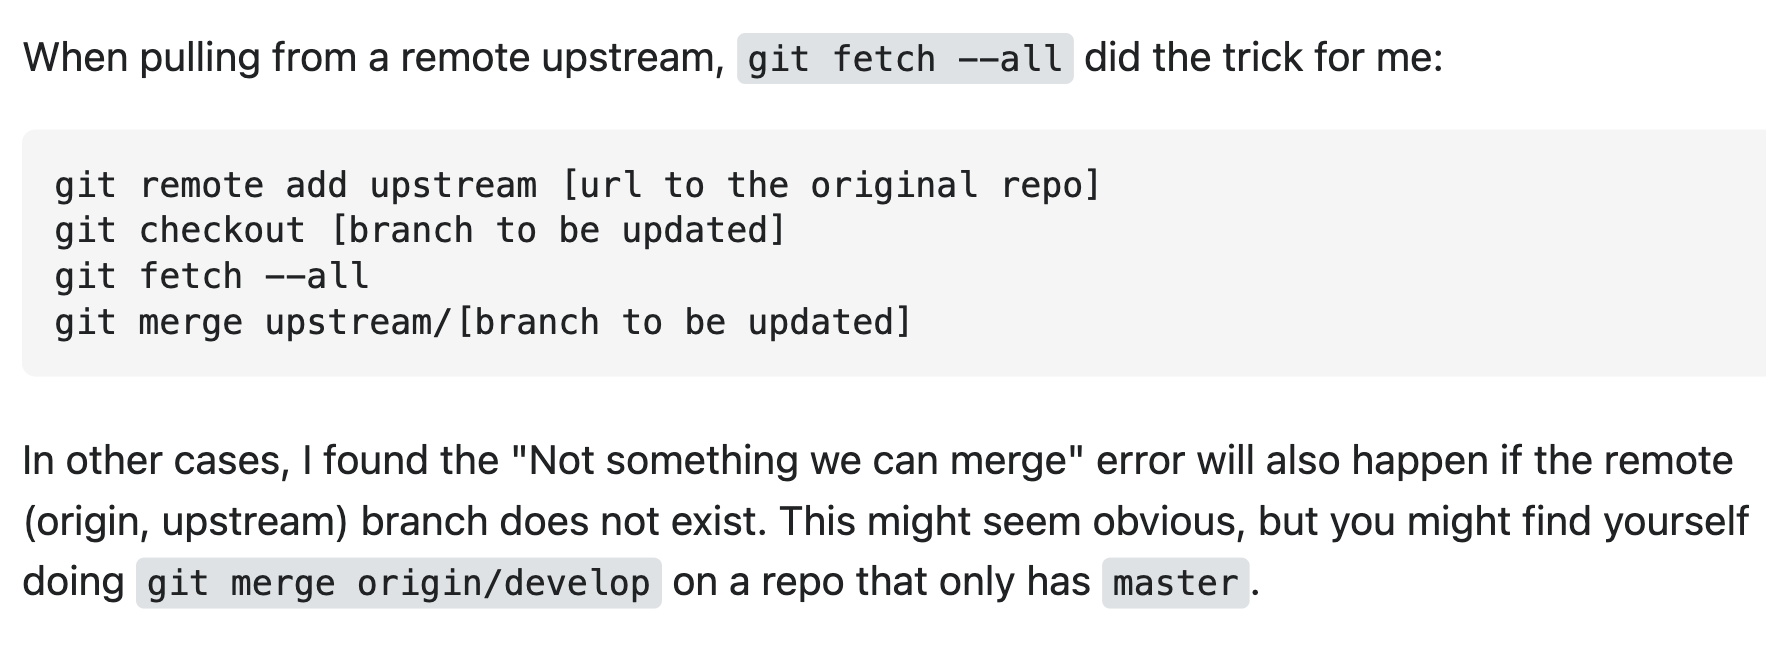 When pulling from a remote upstream, git fetch --all did the trick for me:
git remote add upstream [url to the original repo]
git checkout [branch to be updated]
git fetch --all
git merge upstream/[branch to be updated]
In other cases, I found the "Not something we can merge" error will also happen if the remote
(origin, upstream) branch does not exist. This might seem obvious, but you might find yourself
doing git merge origin/develop on a repo that only has master.